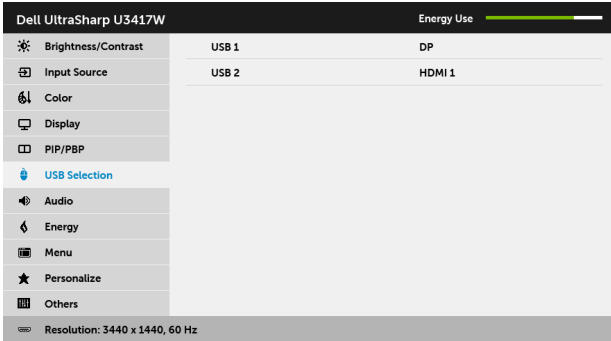 Dell UltraSharp U3417W Energy Use
Brightness/Contrast USB 1 DP
Input Source USB 2 HDMI 1
Color
Display
PIP/PBP
USB Selection
Audio
Energy
Menu
Personalize
Others
Resolution: 3440 x 1440, 60 Hz